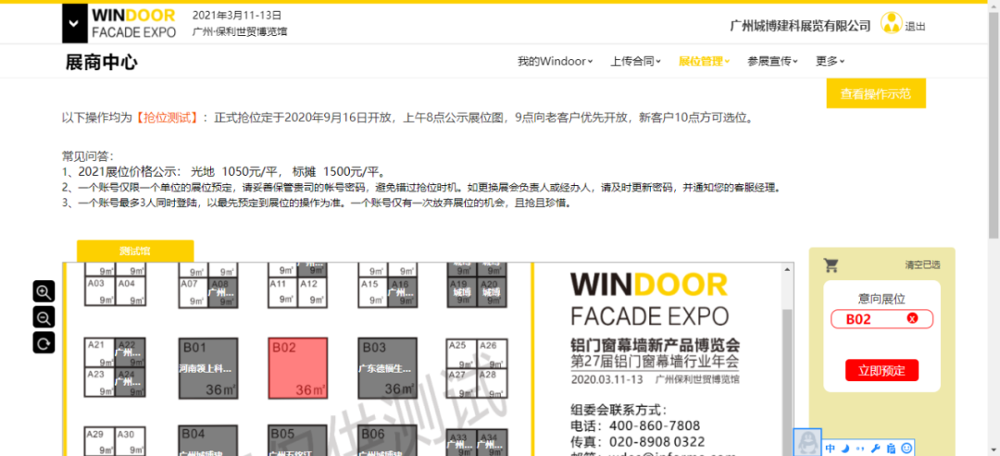 WINDOOR
FACADE EXPO
2021年3月11-13日
广州·保利世贸博览馆
广州城博建科展览有限公司
退出
展商中心
我的Windoor
上传合同
展位管理
参展宣传
更多
查看操作示范
以下操作均为【抢位测试】：正式抢位定于2020年9月16日开放，上午8点公示展位图，9点向老客户优先开放，新客户10点方可选位。
常见问答：
1、2021展位价格公示： 光地 1050元/平， 标摊 1500元/平。
2、一个账号仅限一个单位的展位预定，请妥善保管贵司的帐号密码，避免错过抢位时机。如更换展会负责人或经办人，请及时更新密码，并通知您的客服经理。
3、一个账号最多3人同时登陆，以最先预定到展位的操作为准。一个账号仅有一次放弃展位的机会，且抢且珍惜。
测试馆
9㎡ 9㎡ 9㎡ 9㎡ 9㎡ 9㎡ 9㎡ 9㎡
A03 A04 A07 A08 A11 A12 A15 A16 A19 A20
广州... 广州... 城博 城博
9㎡ 9㎡ 9㎡ 9㎡ 9㎡ 9㎡ 9㎡ 9㎡ 9㎡
A21 A22 B01 B02 B03 A25 A26
广州...
河南领上科...
广东德楄生...
A23 A24 A27 A28
广州...
9㎡ 36㎡ 36㎡ 36㎡ 9㎡ 9㎡
A29 A30 B04 B05 B06 A33 A34
9㎡ 9㎡
广州城博建...
广州城博建...
广州... 广州...
供测试
WINDOOR
FACADE EXPO
铝门窗幕墙新产品博览会
第27届铝门窗幕墙行业年会
2020.03.11-13 广州保利世贸博览馆
组委会联系方式：
电话：400-860-7808
传真：020-8908 0322
清空已选
意向展位
B02
立即预定
中